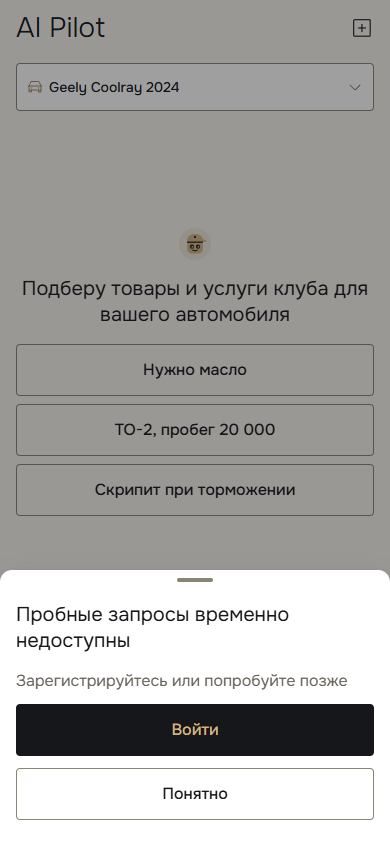 AI Pilot
Geely Coolray 2024
Подберу товары и услуги клуба для
вашего автомобиля
Нужно масло
ТО-2, пробег 20 000
Скрипит при торможении
Пробные запросы временно
недоступны
Зарегистрируйтесь или попробуйте позже
Войти
Понятно